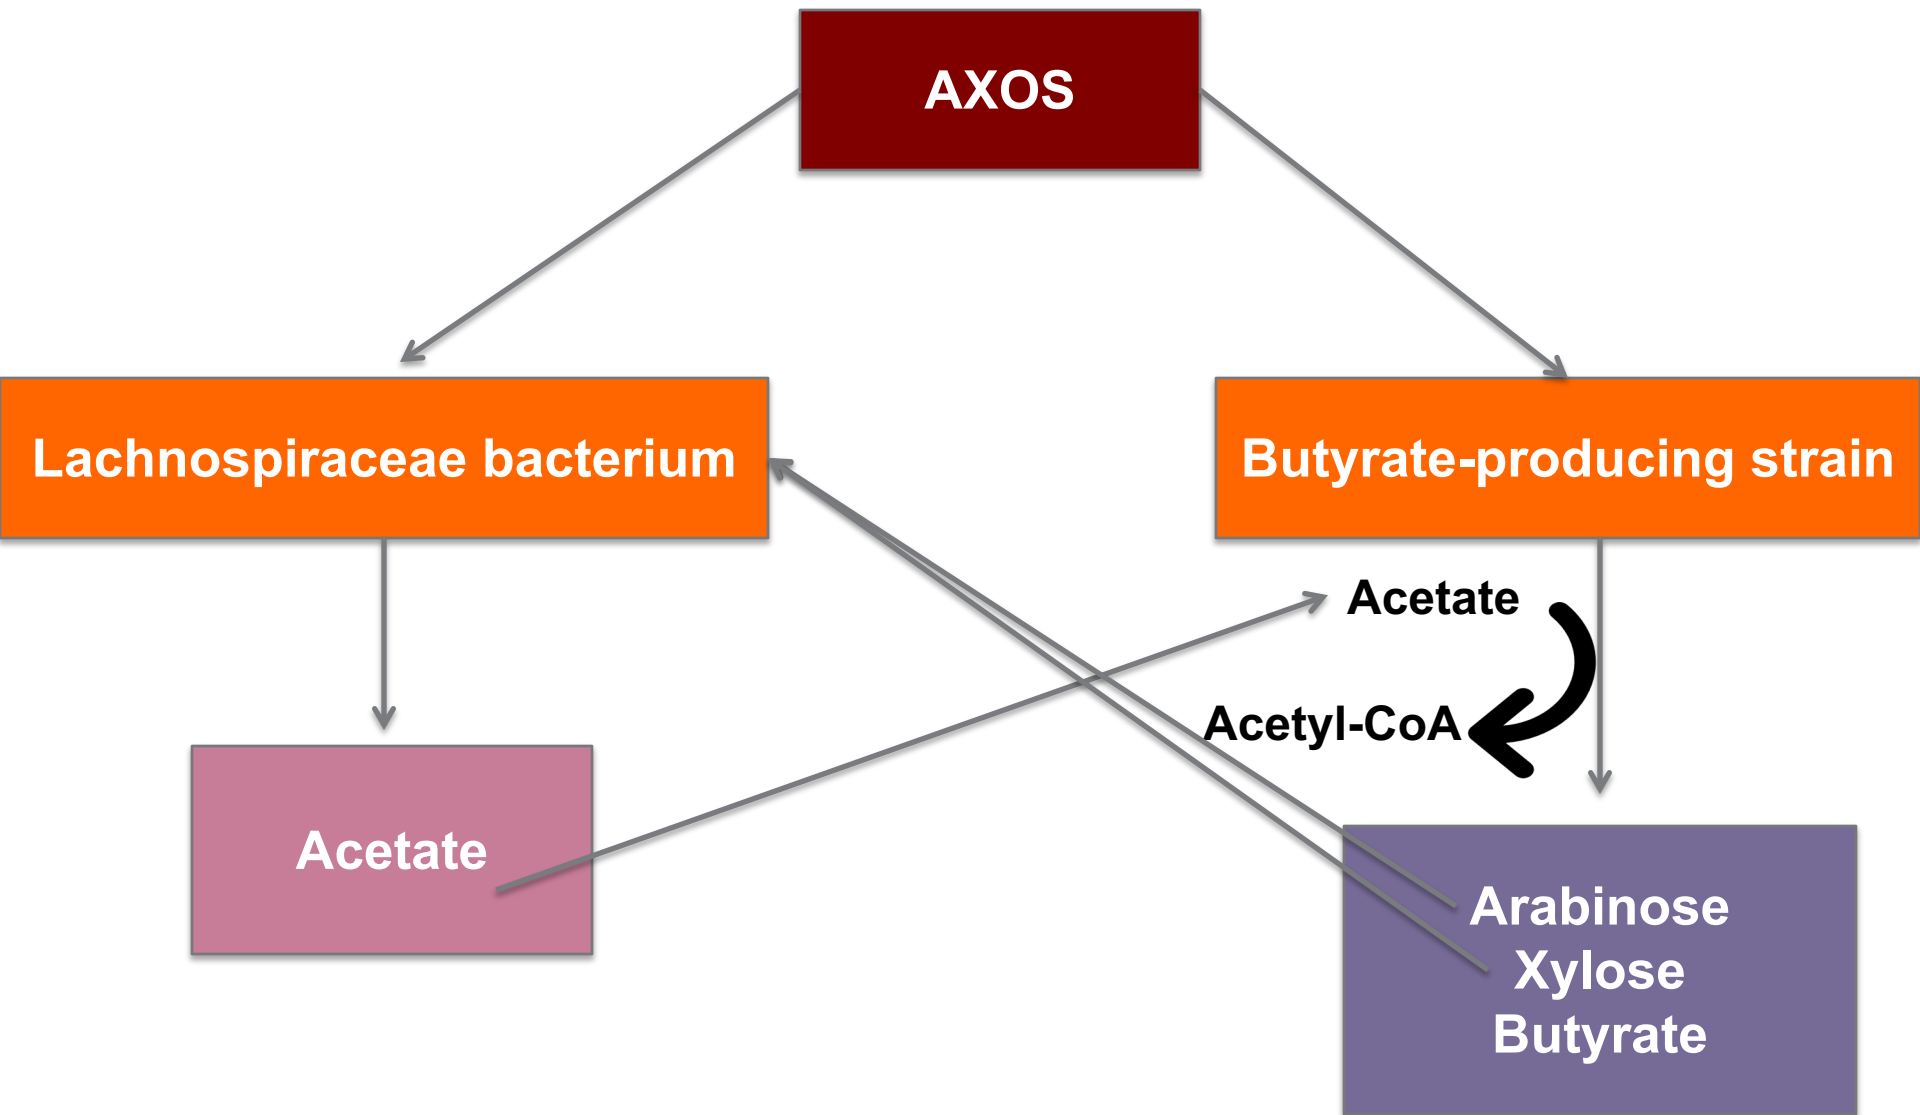 AXOS
Lachnospiraceae bacterium
Butyrate-producing strain
Acetate
Acetyl-CoA
Acetate
Arabinose
Xylose
Butyrate